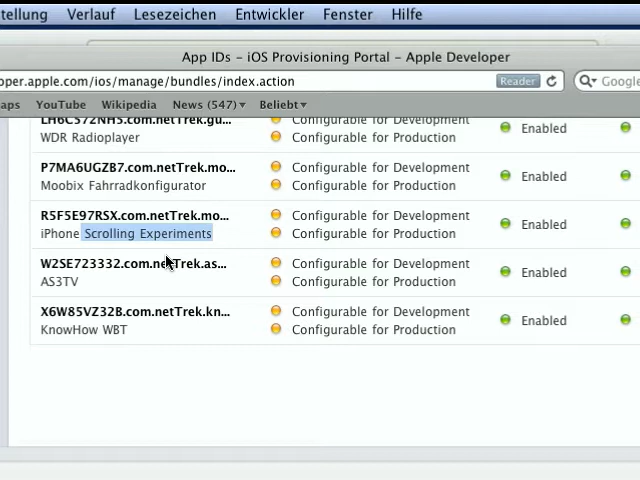 tellung Verlauf Lesezeichen Entwickler Fenster Hilfe
App IDs – iOS Provisioning Portal – Apple Developer
oper.apple.com/ios/manage/bundles/index.action Reader Google
aps YouTube Wikipedia News (547)▾ Beliebt▾
LH6C572NH5.com.netTrek.gu... Configurable for Development
WDR Radioplayer Configurable for Production Enabled
P7MA6UGZB7.com.netTrek.mo... Configurable for Development
Moobix Fahrradkonfigurator Configurable for Production Enabled
R5F5E97RSX.com.netTrek.mo... Configurable for Development
iPhone Scrolling Experiments Configurable for Production Enabled
W2SE723332.com.netTrek.as... Configurable for Development
AS3TV Configurable for Production Enabled
X6W85VZ32B.com.netTrek.kn... Configurable for Development
KnowHow WBT Configurable for Production Enabled